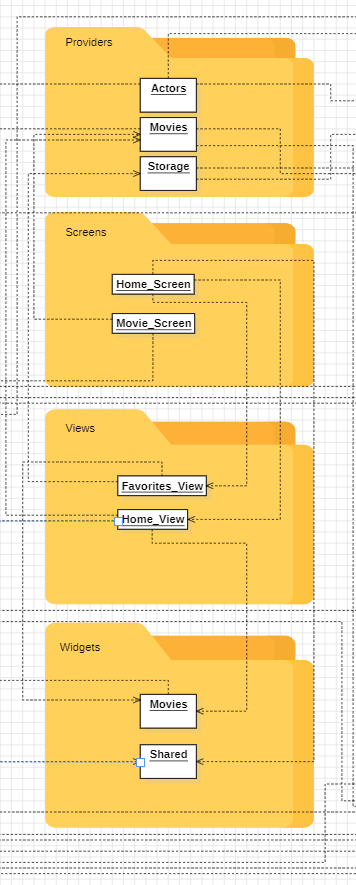 Providers
Actors
Movies
Storage
Screens
Home_Screen
Movie_Screen
Views
Favorites_View
Home_View
Widgets
Movies
Shared